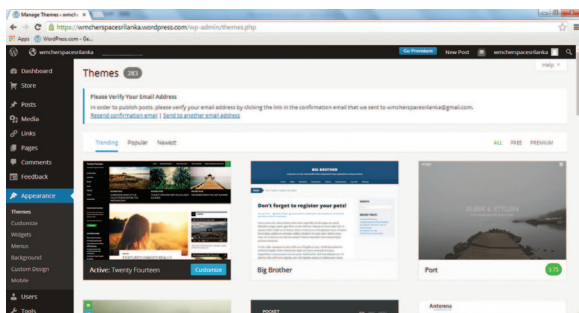 Manage Themes ‹ wmch
https://wmcherspacesrilanka.wordpress.com/wp-admin/themes.php
Apps WordPress.com - Ge...
wmcherspacesrilanka
Go Premium New Post wmcherspacesrilanka
Dashboard
Store
Posts
Media
Links
Pages
Comments
Feedback
Appearance
Themes
Customize
Widgets
Menus
Background
Custom Design
Mobile
Users
Tools
Help
Themes 283
Please Verify Your Email Address
In order to publish posts, please verify your email address by clicking the link in the confirmation email that we sent to wmcherspacesrilanka@gmail.com.
Resend confirmation email | Send to another email address
Trending Popular Newest
ALL FREE PREMIUM
BIG BROTHER
Don't forget to register your pets!
SLEEK & STYLISH
Active: Twenty Fourteen Customize
Big Brother
Port
POCKET
Antenna